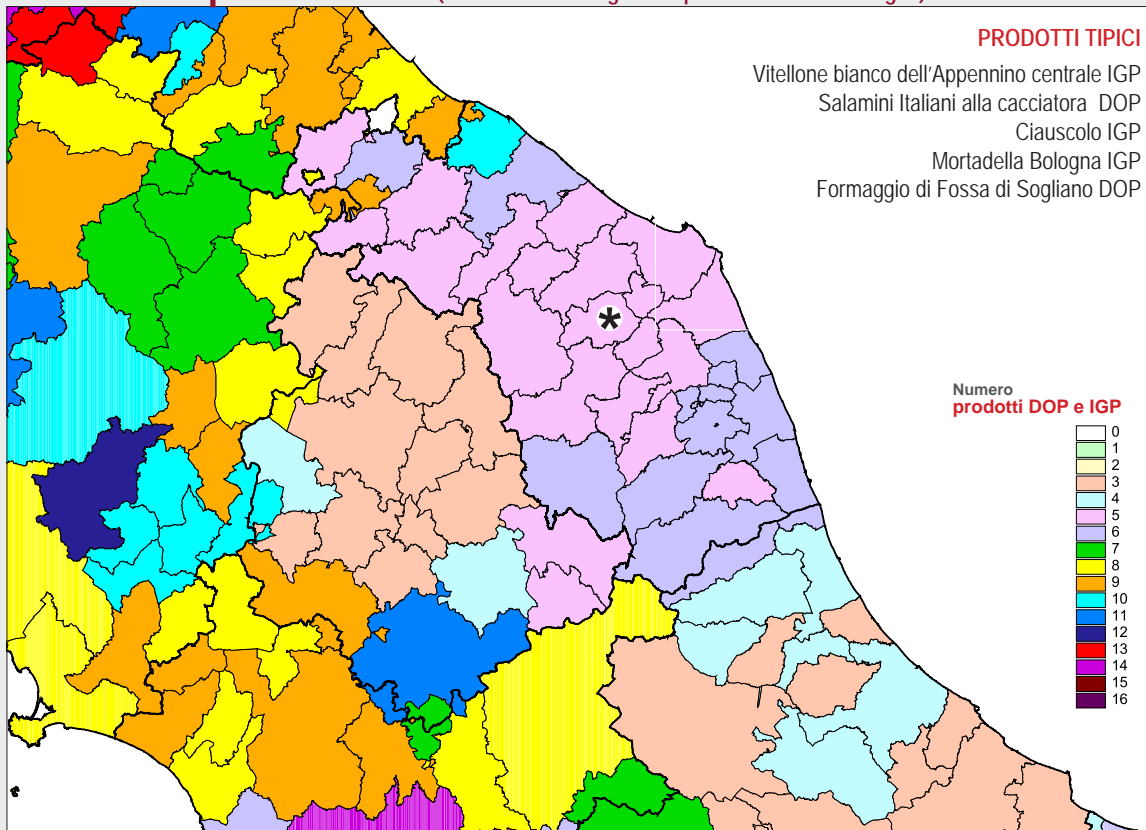 PRODOTTI TIPICI
Vitellone bianco dell'Appennino centrale IGP
Salamini Italiani alla cacciatora DOP
Ciauscolo IGP
Mortadella Bologna IGP
Formaggio di Fossa di Sogliano DOP
*
Numero
prodotti DOP e IGP
0
1
2
3
4
5
6
7
8
9
10
11
12
13
14
15
16